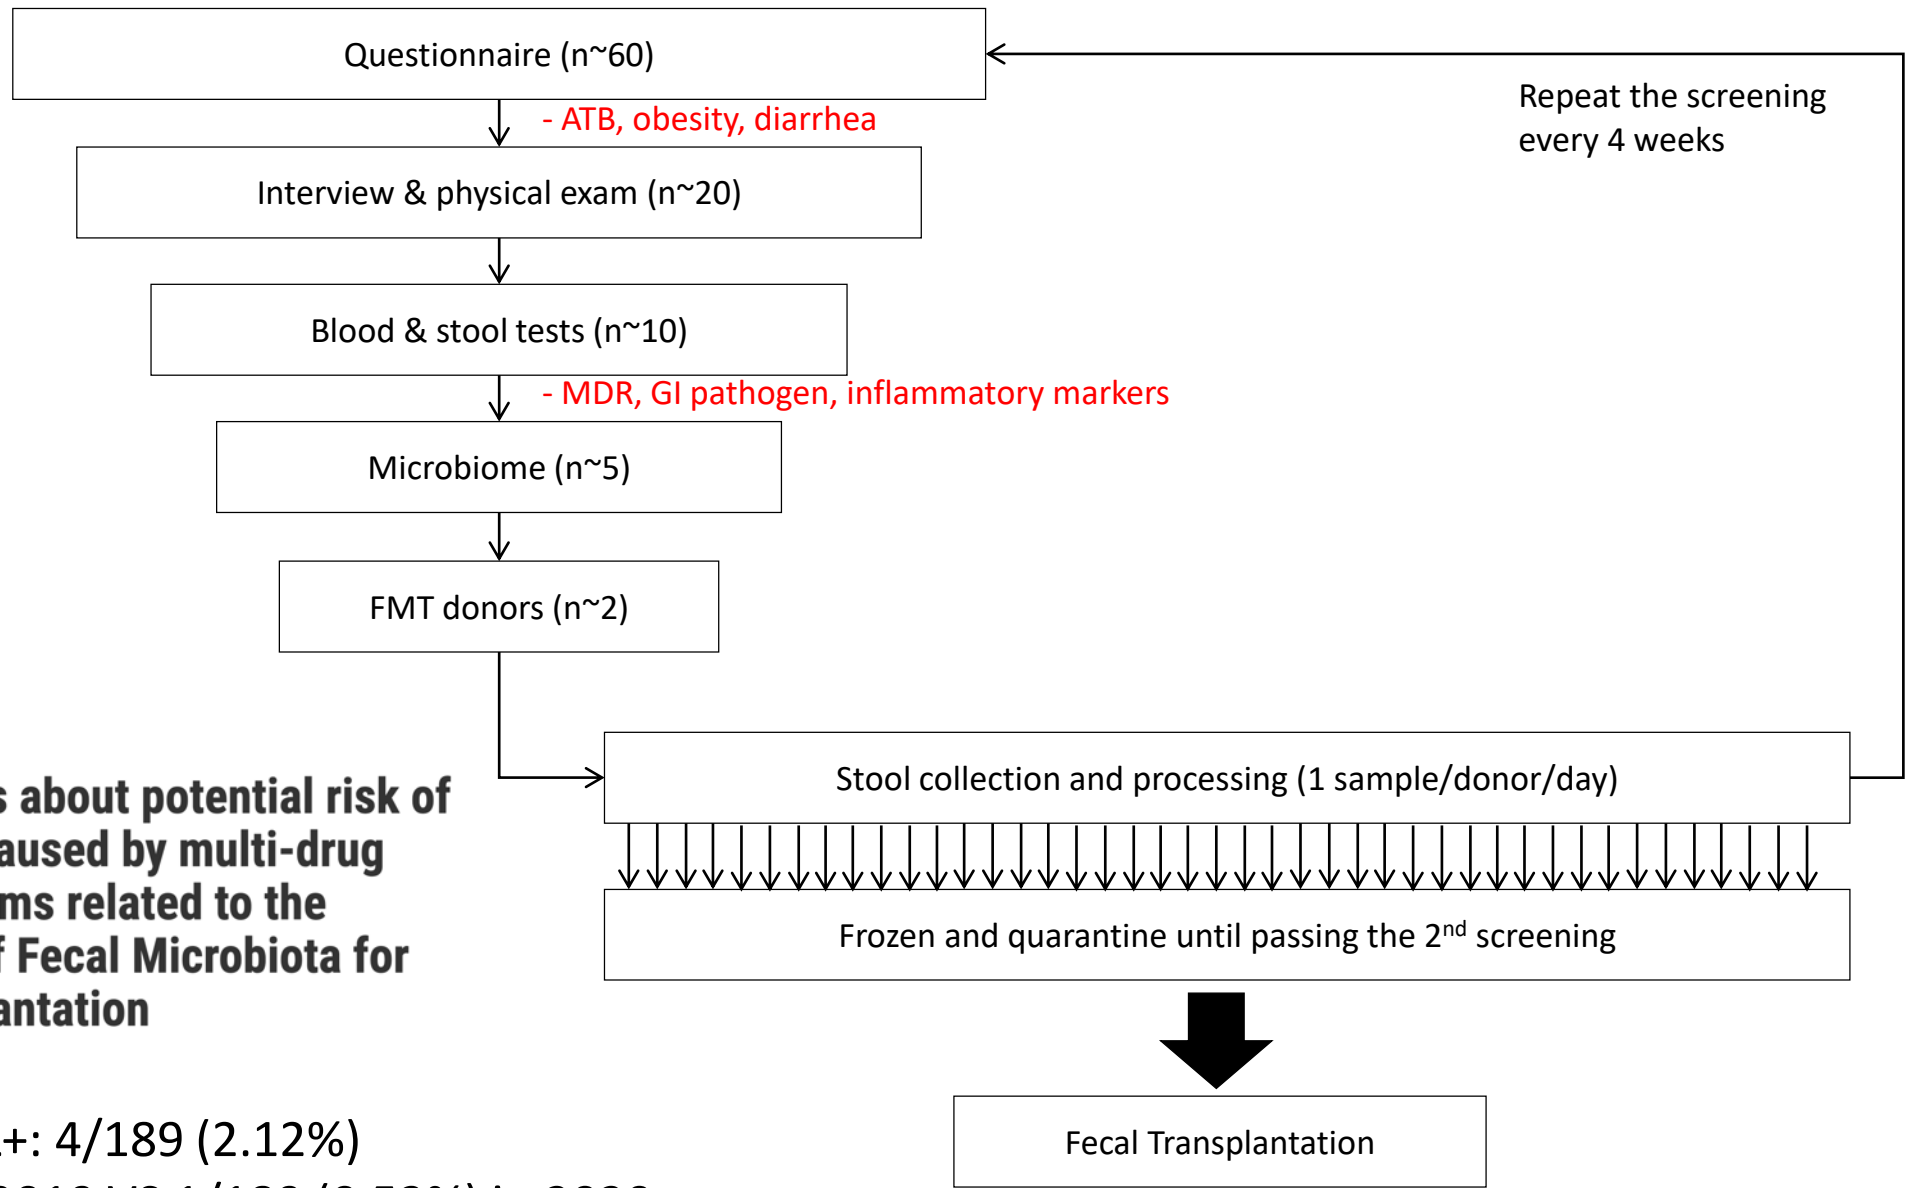 Questionnaire (n~60)
- ATB, obesity, diarrhea
Repeat the screening
every 4 weeks
Interview & physical exam (n~20)
Blood & stool tests (n~10)
- MDR, GI pathogen, inflammatory markers
Microbiome (n~5)
FMT donors (n~2)
Stool collection and processing (1 sample/donor/day)
Frozen and quarantine until passing the 2nd screening
Fecal Transplantation
about potential risk of
caused by multi-drug
related to the
Fecal Microbiota for
+: 4/189 (2.12%)